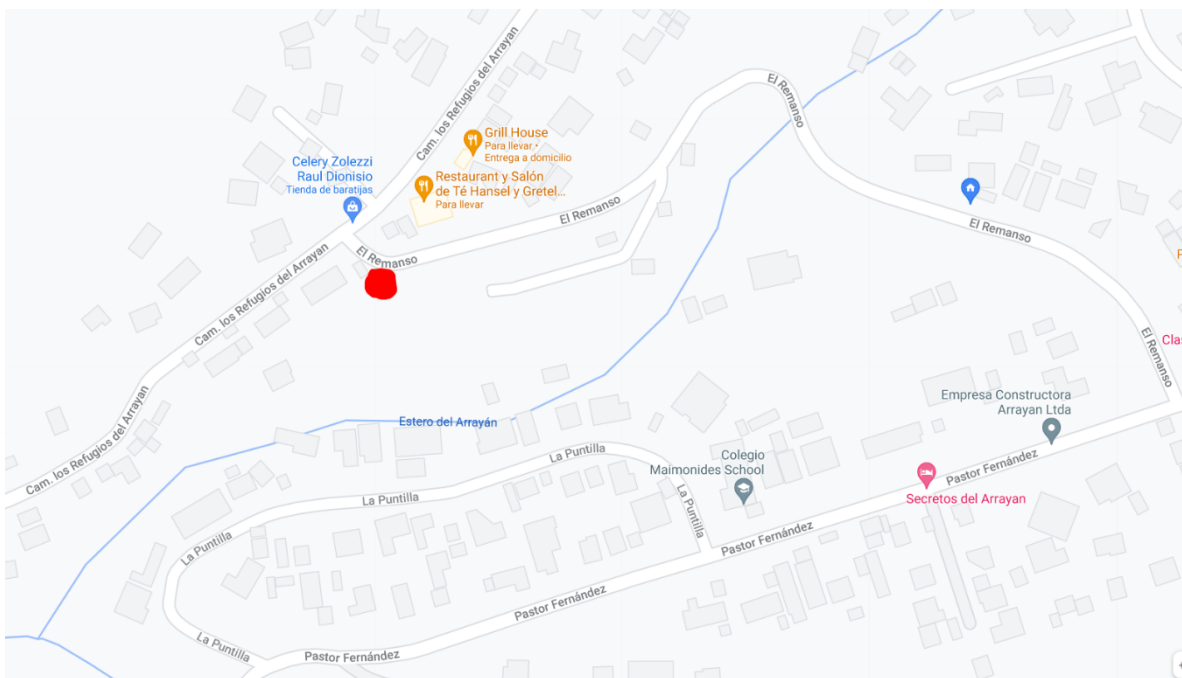 Cam. los Refugios del Arrayan
El Remanso
Grill House
Para llevar ·
Entrega a domicilio
Celery Zolezzi
Raul Dionisio
Tienda de baratijas
Restaurant y Salón
de Té Hansel y Gretel...
Para llevar
El Remanso
El Remanso
El Remanso
Cam. los Refugios del Arrayan
P
El Remanso
Clas
Empresa Constructora
Arrayan Ltda
Estero del Arrayán
Cam. los Refugios del Arrayan
La Puntilla
Colegio
Maimonides School
Pastor Fernández
Secretos del Arrayan
La Puntilla
La Puntilla
Pastor Fernández
La Puntilla
Pastor Fernández
La Puntilla
Pastor Fernández